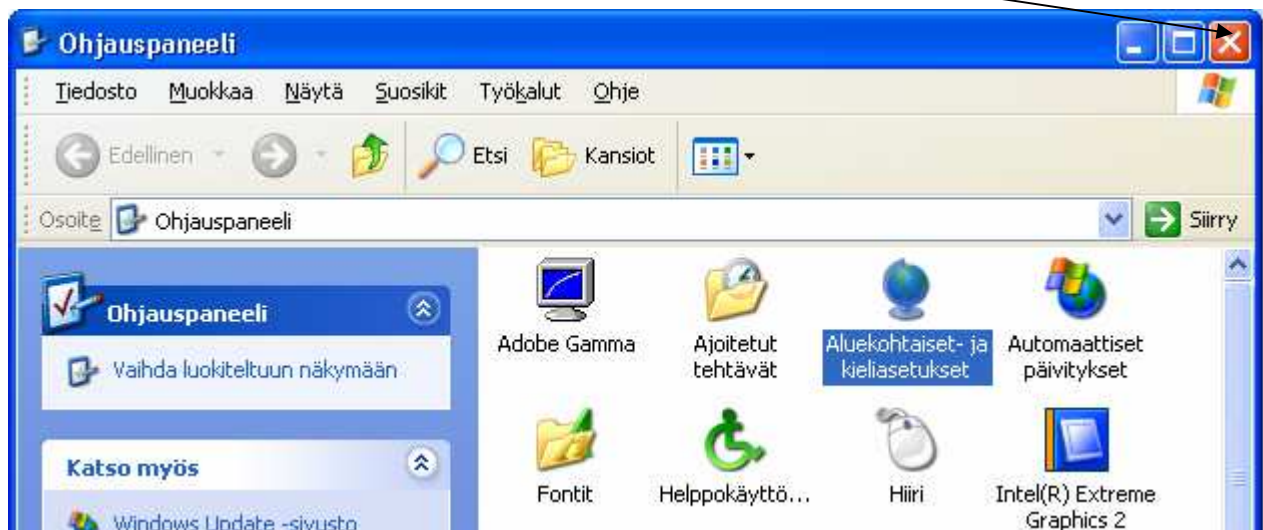 Ohjauspaneeli
Tiedosto Muokkaa Näytä Suosikit Työkalut Ohje
Edellinen Etsi Kansiot
Osoite Ohjauspaneeli Siirry
Ohjauspaneeli
Vaihda luokiteltuun näkymään
Katso myös
Windows Update -sivusto
Adobe Gamma
Ajoitetut
tehtävät
Aluekohtaiset- ja
kieliasetukset
Automaattiset
päivitykset
Fontit
Helppokäyttö...
Hiiri
Intel(R) Extreme
Graphics 2